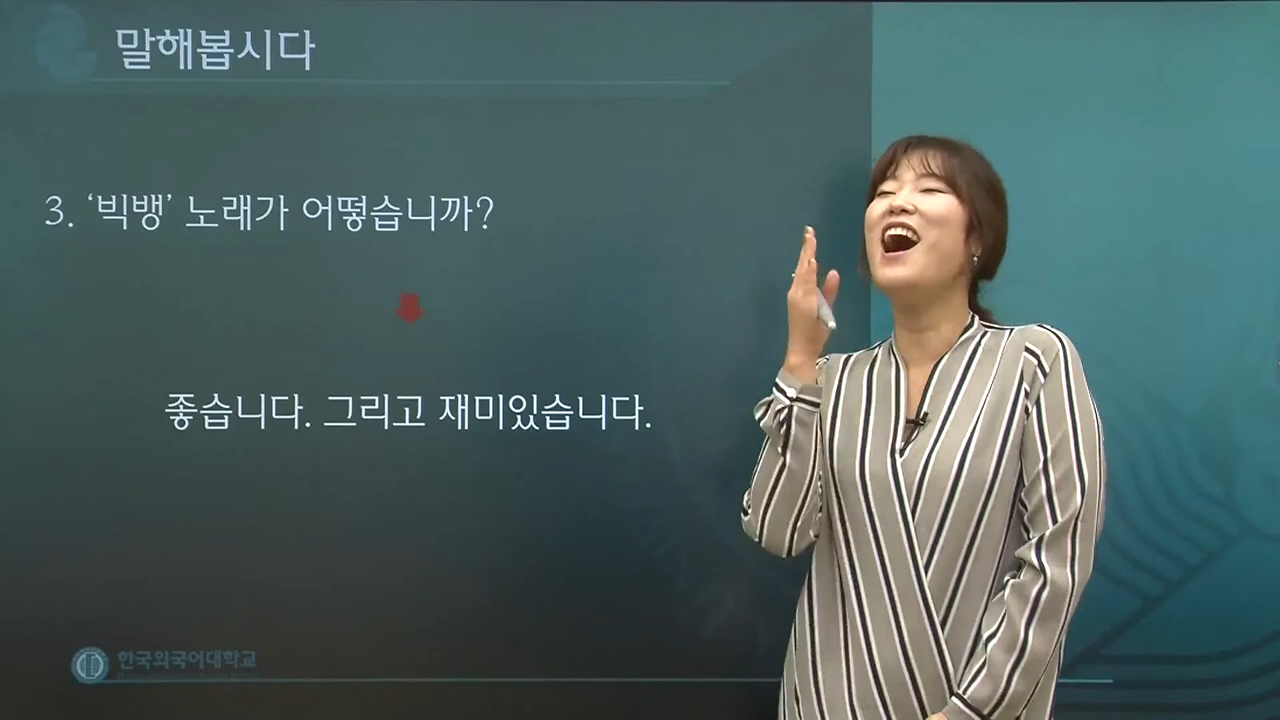 말해봅시다
3. ‘빅뱅’ 노래가 어떻습니까?
좋습니다. 그리고 재미있습니다.
한국외국어대학교